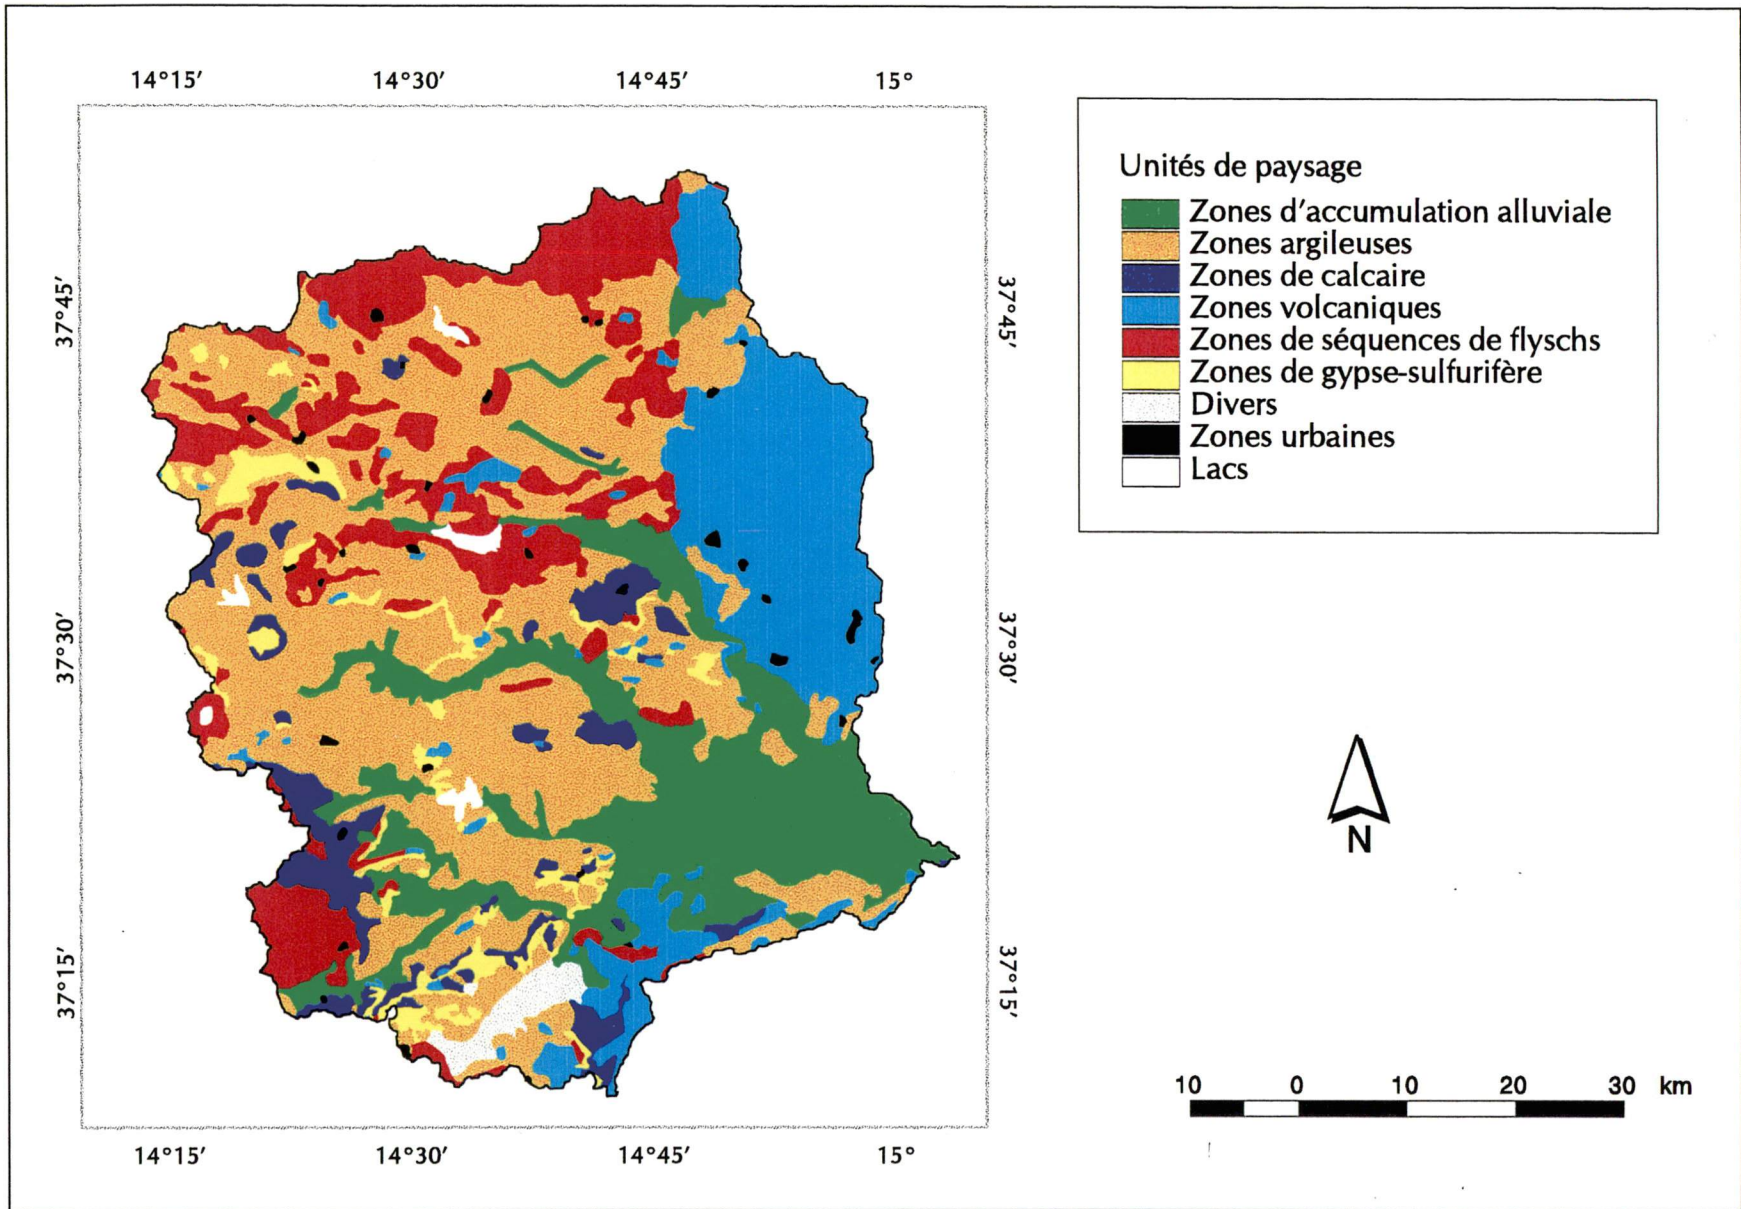 14°15′ 14°30′ 14°45′ 15°
Unités de paysage
Zones d'accumulation alluviale
Zones argileuses
Zones de calcaire
Zones volcaniques
Zones de séquences de flyschs
Zones de gypse-sulfurifère
Divers
Zones urbaines
Lacs
37°45′
37°45′
37°30′
37°30′
37°15′
37°15′
N
10 0 10 20 30 km
14°15′ 14°30′ 14°45′ 15°